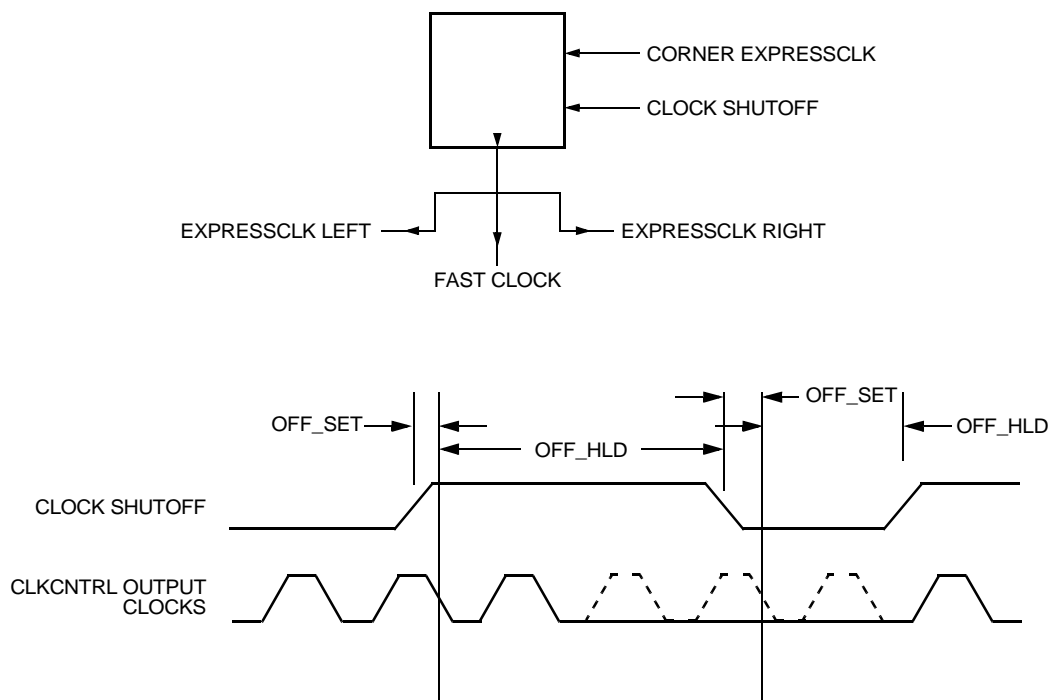 CORNER EXPRESSCLK
CLOCK SHUTOFF
EXPRESSCLK LEFT
EXPRESSCLK RIGHT
FAST CLOCK
OFF_SET
OFF_SET
OFF_HLD
OFF_HLD
CLOCK SHUTOFF
CLKCNTRL OUTPUT
CLOCKS